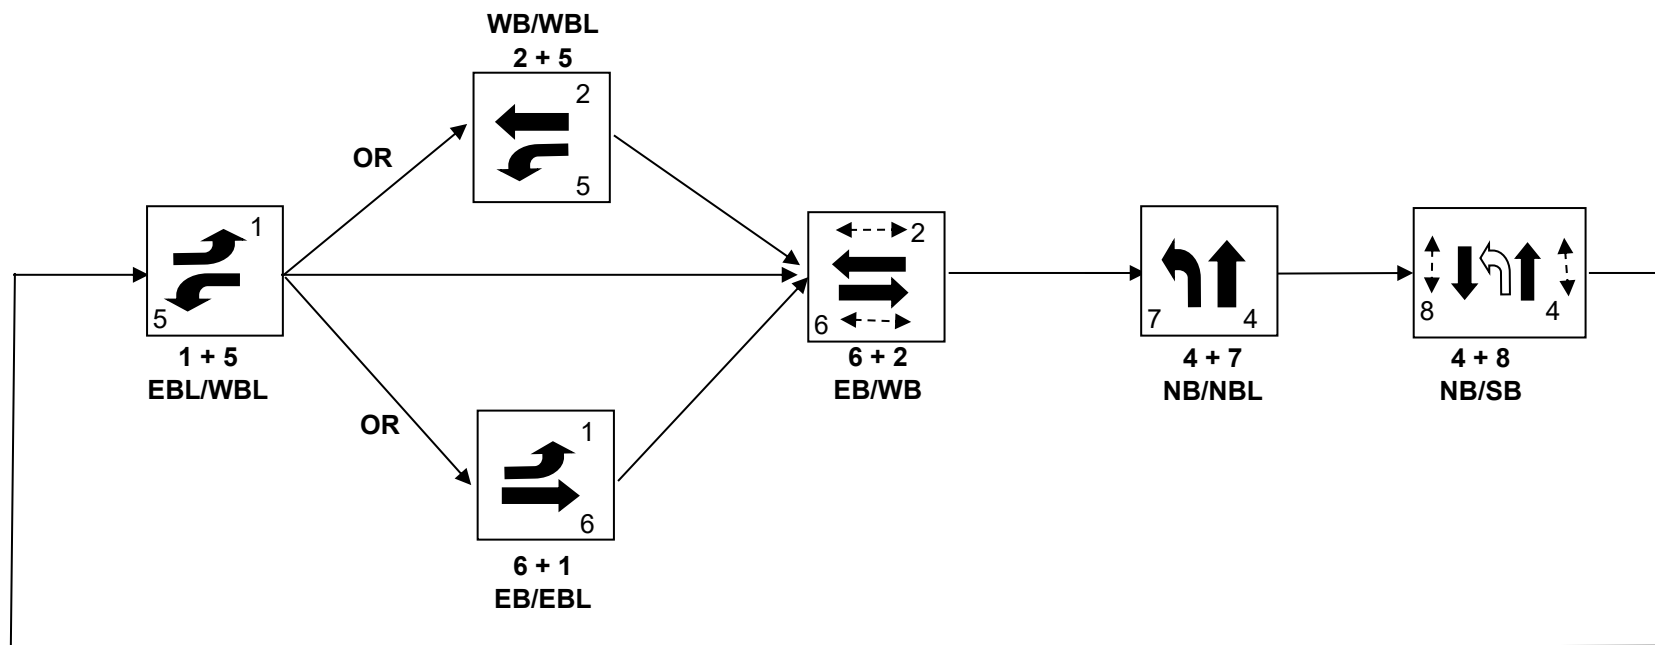 WB/WBL
2 + 5
2
5
OR
1
5
1 + 5
EBL/WBL
OR
1
6
6 + 1
EB/EBL
2
6
6 + 2
EB/WB
7
4
4 + 7
NB/NBL
8
4
4 + 8
NB/SB